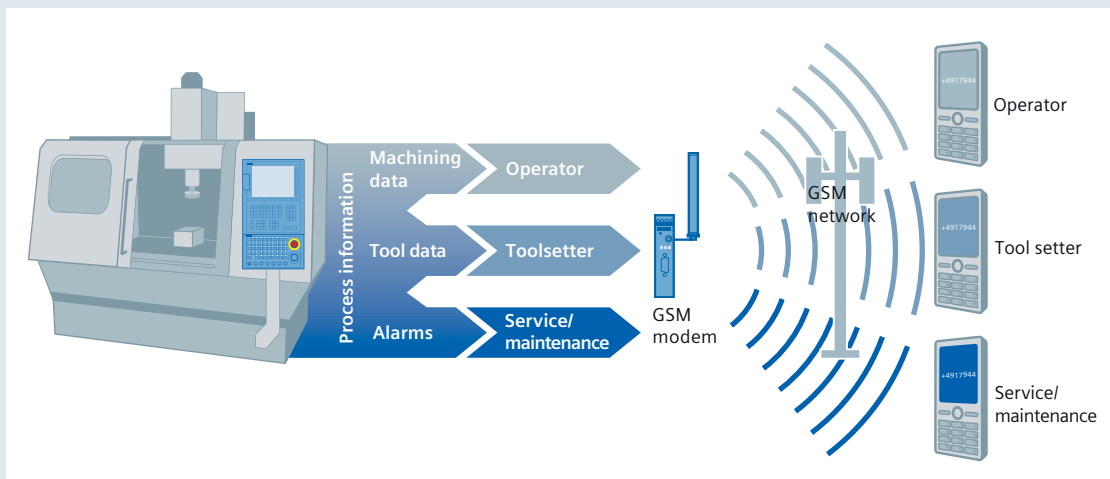 Process information
Machining
data
Operator
Tool data
Toolsetter
Alarms
Service/
maintenance
GSM
modem
GSM
network
+4917944
Operator
+4917944
Tool setter
+4917944
Service/
maintenance